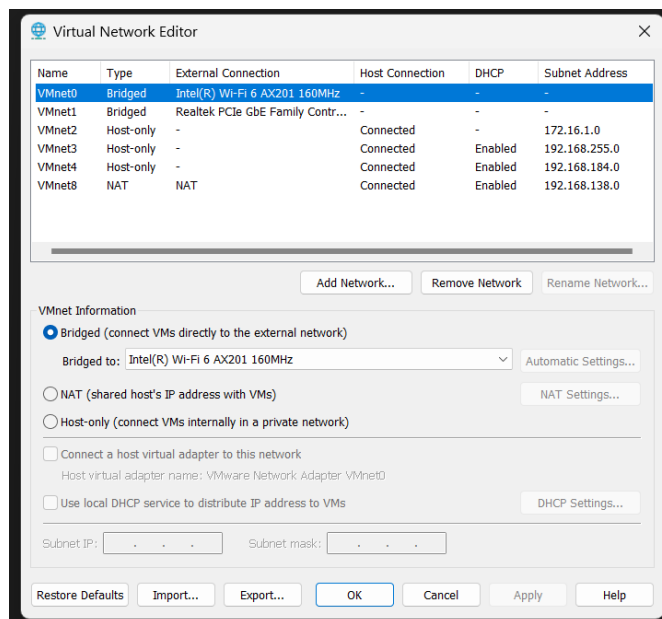 Virtual Network Editor
Name Type External Connection Host Connection DHCP Subnet Address
VMnet0 Bridged Intel(R) Wi-Fi 6 AX201 160MHz - - -
VMnet1 Bridged Realtek PCIe GbE Family Contr... - - -
VMnet2 Host-only - Connected - 172.16.1.0
VMnet3 Host-only - Connected Enabled 192.168.255.0
VMnet4 Host-only - Connected Enabled 192.168.184.0
VMnet8 NAT NAT Connected Enabled 192.168.138.0
Add Network... Remove Network Rename Network...
VMnet Information
Bridged (connect VMs directly to the external network)
Bridged to: Intel(R) Wi-Fi 6 AX201 160MHz Automatic Settings...
NAT (shared host's IP address with VMs) NAT Settings...
Host-only (connect VMs internally in a private network)
Connect a host virtual adapter to this network
Host virtual adapter name: VMware Network Adapter VMnet0
Use local DHCP service to distribute IP address to VMs DHCP Settings...
Subnet IP: . . . Subnet mask: . . .
Restore Defaults Import... Export... OK Cancel Apply Help